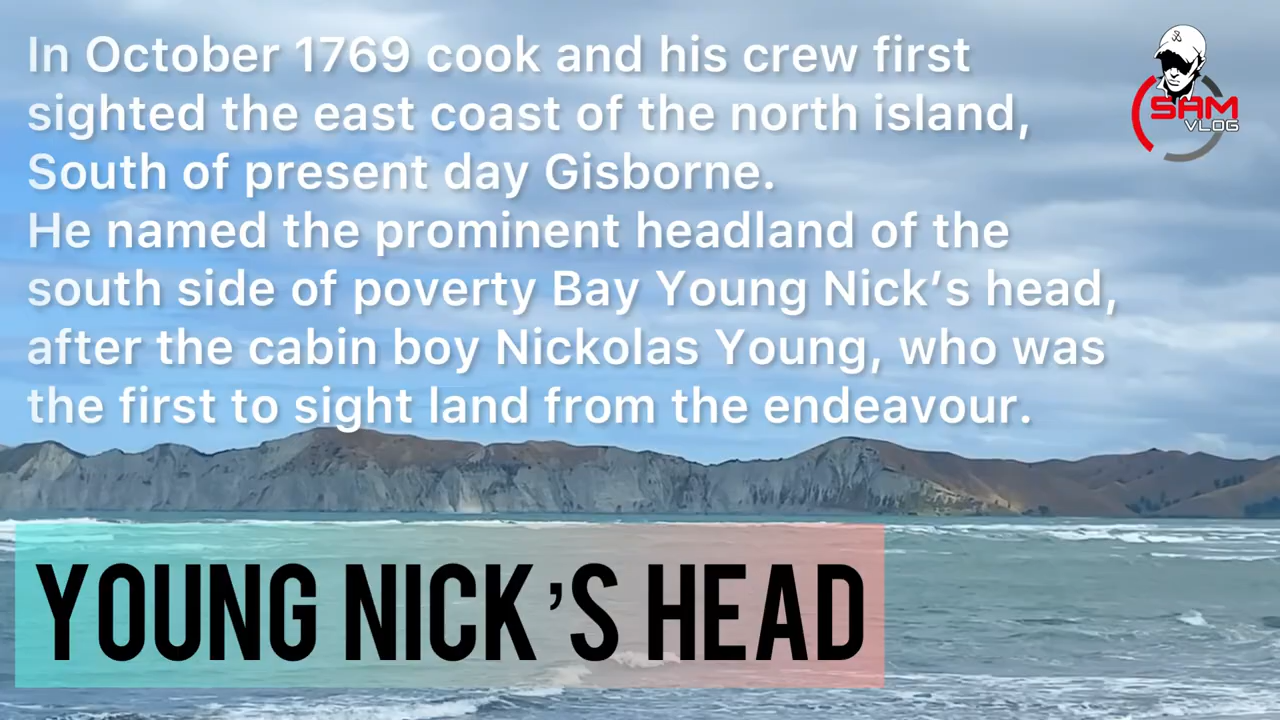 In October 1769 cook and his crew first
sighted the east coast of the north island,
South of present day Gisborne.
He named the prominent headland of the
south side of poverty Bay Young Nick’s head,
after the cabin boy Nickolas Young, who was
the first to sight land from the endeavour.
SAM
VLOG
YOUNG NICK’S HEAD